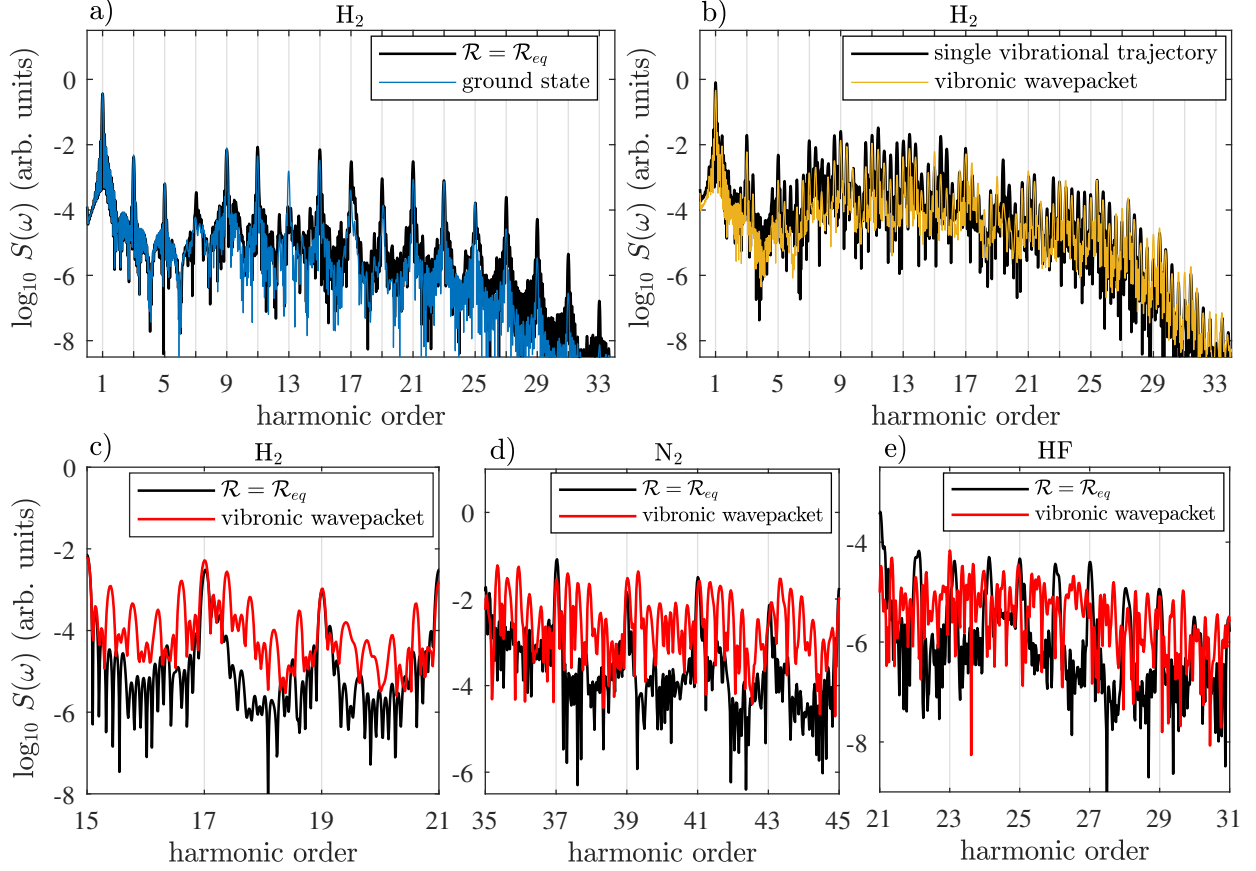 a)
H₂
b)
H₂
ℛ = ℛₑq
ground state
single vibrational trajectory
vibronic wavepacket
log₁₀ S(ω) (arb. units)
0
-2
-4
-6
-8
1 5 9 13 17 21 25 29 33
harmonic order
log₁₀ S(ω) (arb. units)
0
-2
-4
-6
-8
1 5 9 13 17 21 25 29 33
harmonic order
c)
H₂
ℛ = ℛₑq
vibronic wavepacket
log₁₀ S(ω) (arb. units)
0
-2
-4
-6
-8
15 17 19 21
harmonic order
d)
N₂
ℛ = ℛₑq
vibronic wavepacket
0
-2
-4
-6
35 37 39 41 43 45
harmonic order
e)
HF
ℛ = ℛₑq
vibronic wavepacket
-4
-6
-8
21 23 25 27 29 31
harmonic order